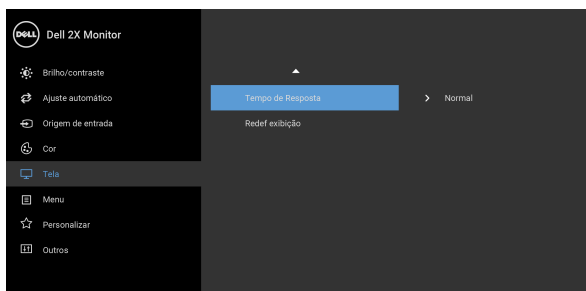 DELL Dell 2X Monitor
Brilho/contraste
Ajuste automático
Tempo de Resposta Normal
Origem de entrada
Redef exibição
Cor
Tela
Menu
Personalizar
Outros